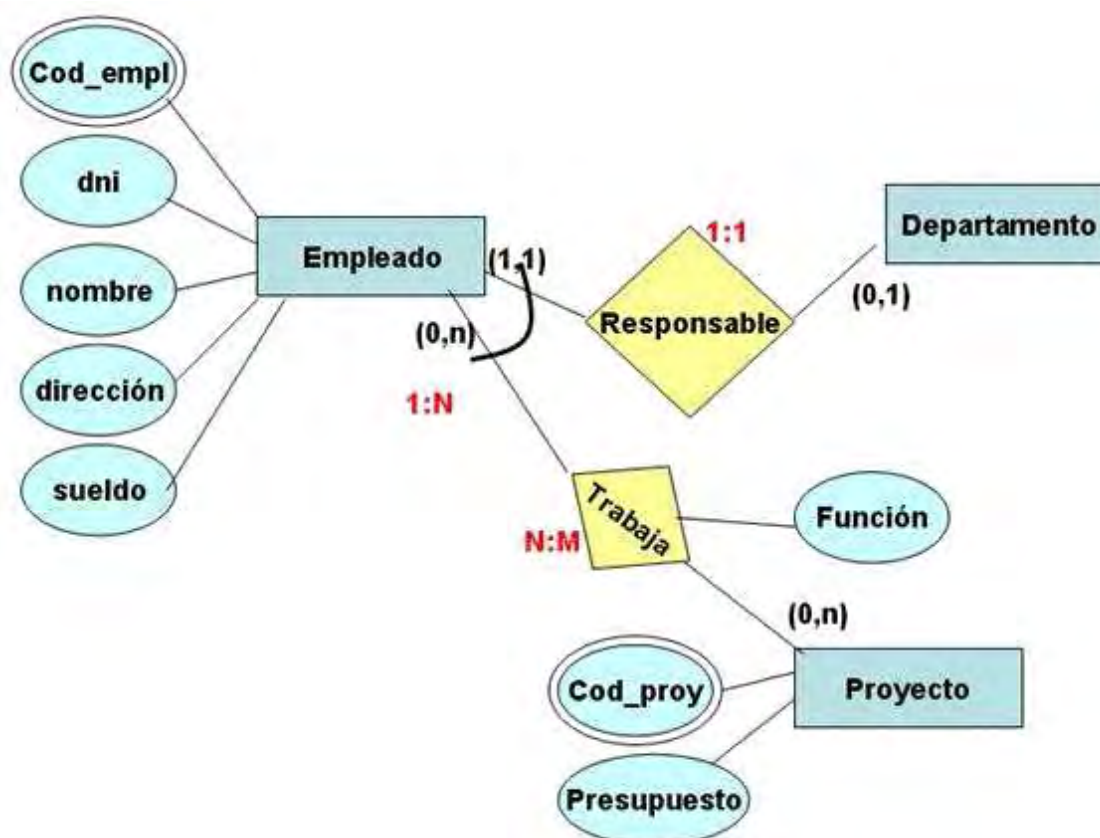 Cod_empl
dni
nombre
dirección
sueldo
Empleado
(1,1)
(0,n)
1:N
1:1
Responsable
(0,1)
Departamento
Trabaja
N:M
Función
(0,n)
Cod_proy
Proyecto
Presupuesto